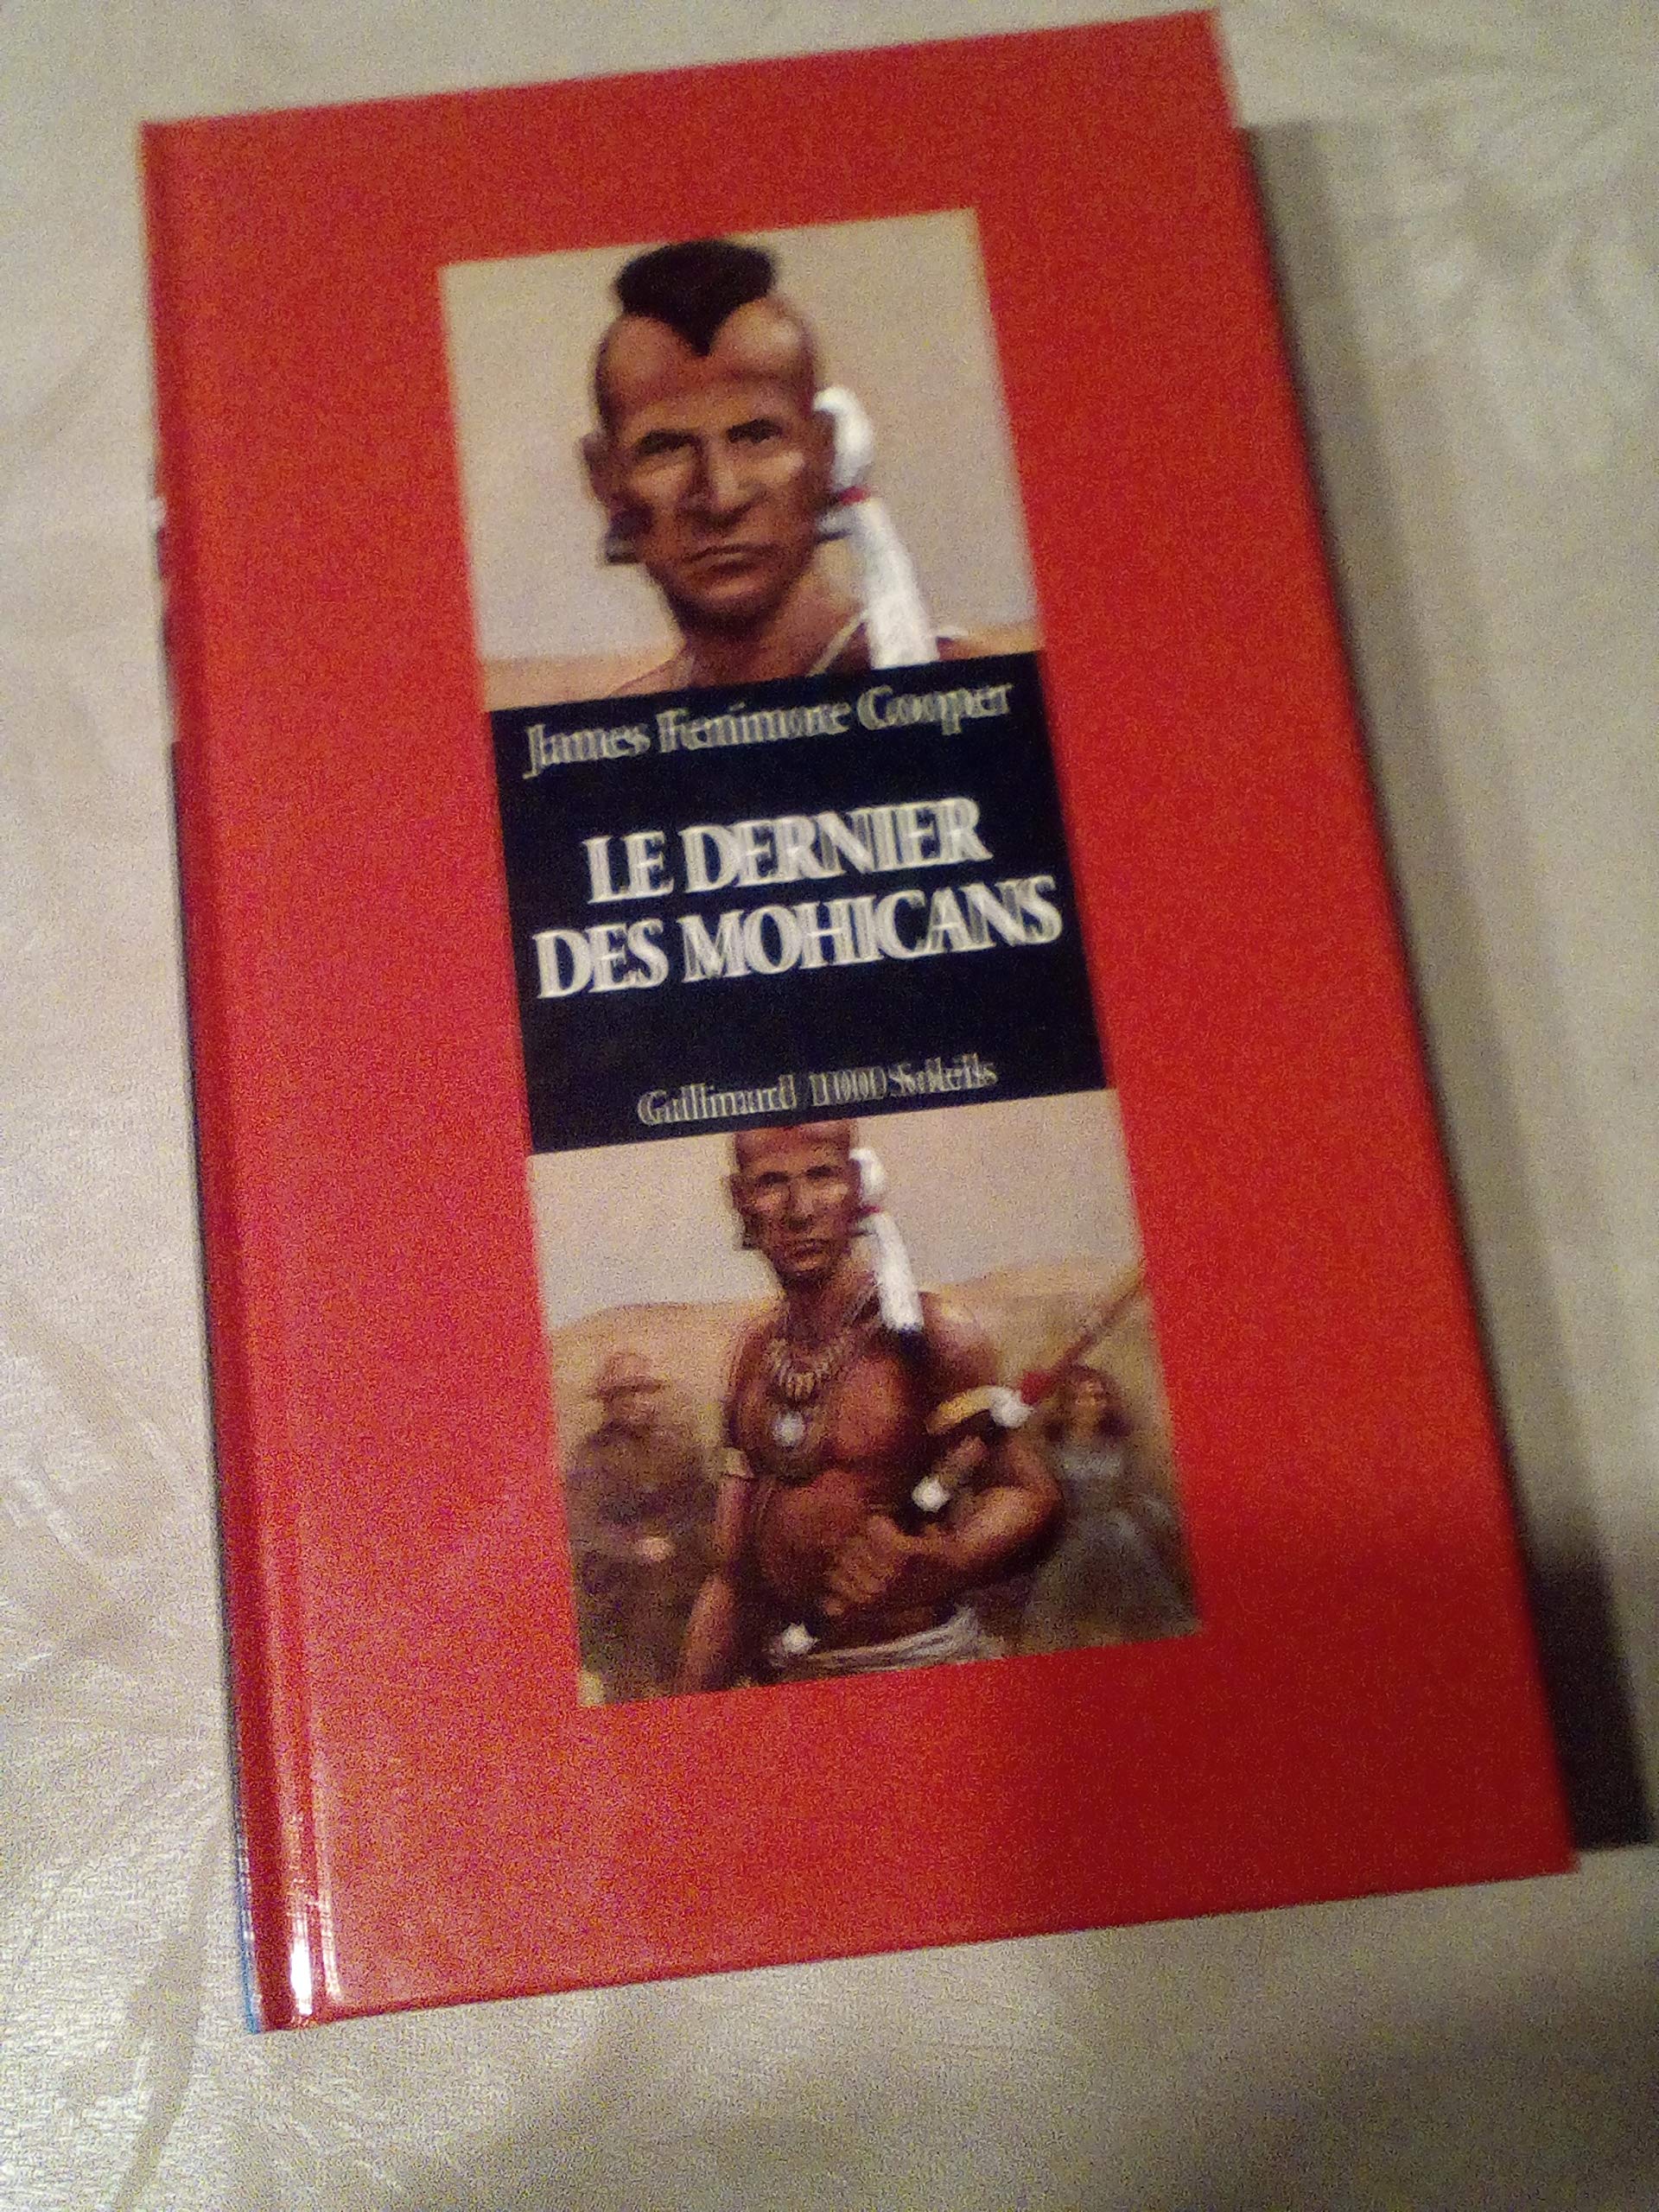 James Fenimore Cooper
LE DERNIER
DES MOHICANS
Gallimard 1000 Soleils